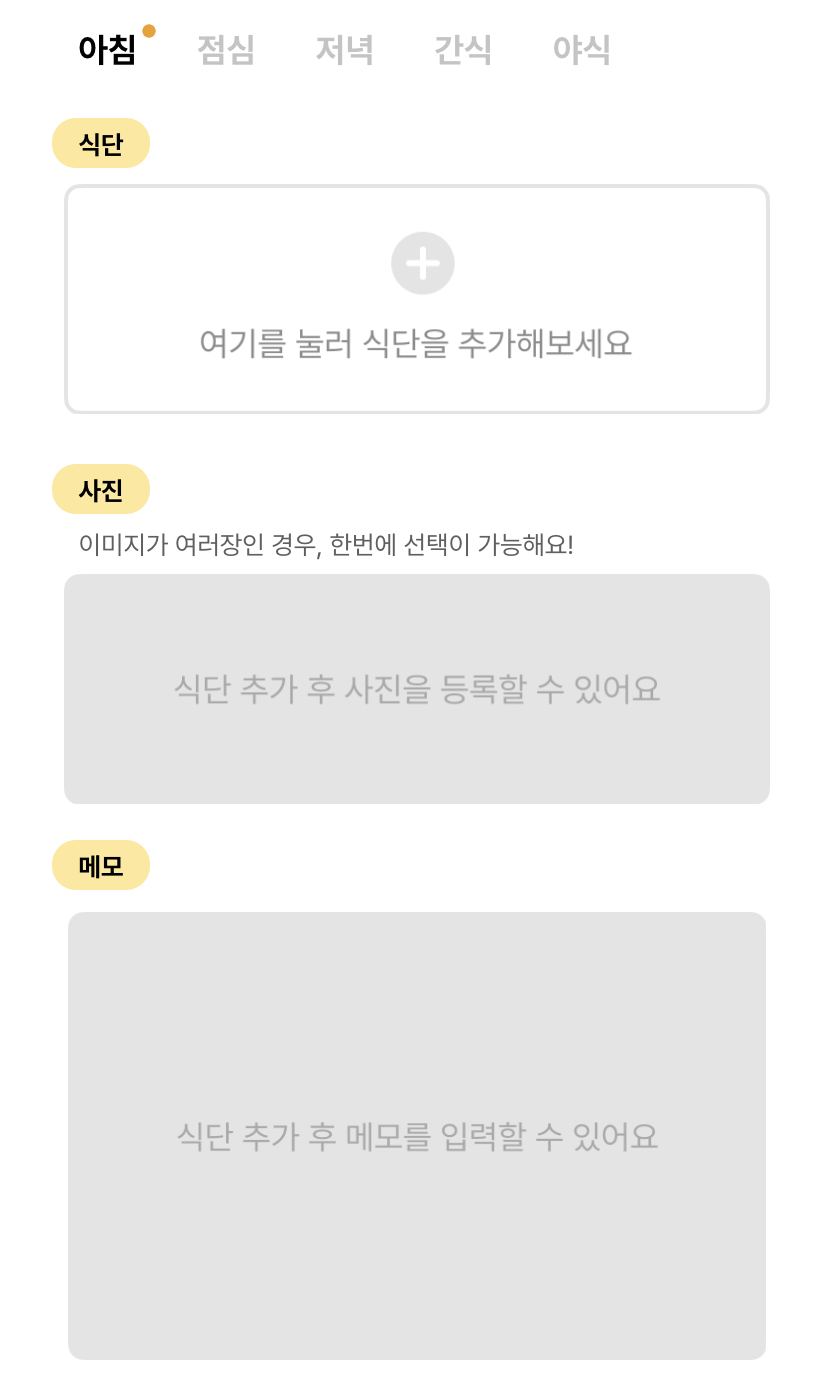 아침 점심 저녁 간식 야식
식단
여기를 눌러 식단을 추가해보세요
사진
이미지가 여러장인 경우, 한번에 선택이 가능해요!
식단 추가 후 사진을 등록할 수 있어요
메모
식단 추가 후 메모를 입력할 수 있어요